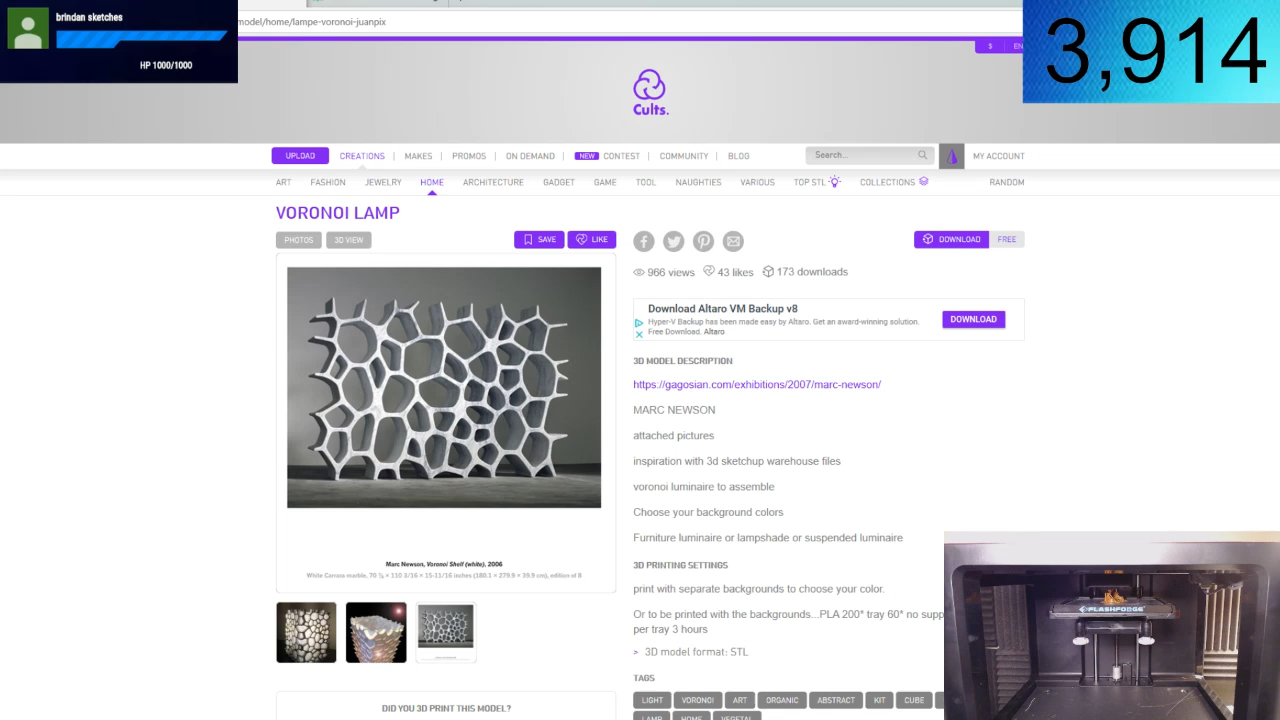 brindan sketches
HP 1000/1000
model/home/lampe-voronoi-juanpix
3,914
$ EN
Cults.
UPLOAD CREATIONS | MAKES | PROMOS | ON DEMAND | NEW CONTEST | COMMUNITY | BLOG Search... MY ACCOUNT
ART FASHION JEWELRY HOME ARCHITECTURE GADGET GAME TOOL NAUGHTIES VARIOUS TOP STL COLLECTIONS RANDOM
VORONOI LAMP
PHOTOS 3D VIEW SAVE LIKE
DOWNLOAD FREE
966 views 43 likes 173 downloads
Download Altaro VM Backup v8
Hyper-V Backup has been made easy by Altaro. Get an award-winning solution.
Free Download. Altaro
DOWNLOAD
3D MODEL DESCRIPTION
https://gagosian.com/exhibitions/2007/marc-newson/
MARC NEWSON
attached pictures
inspiration with 3d sketchup warehouse files
voronoi luminaire to assemble
Choose your background colors
Furniture luminaire or lampshade or suspended luminaire
3D PRINTING SETTINGS
print with separate backgrounds to choose your color.
Or to be printed with the backgrounds...PLA 200* tray 60* no supp
per tray 3 hours
> 3D model format: STL
TAGS
LIGHT VORONOI ART ORGANIC ABSTRACT KIT CUBE
LAMP HOME VEGETAL
Marc Newson, Voronoi Shelf (white), 2006
DID YOU 3D PRINT THIS MODEL?
FLASHFORGE